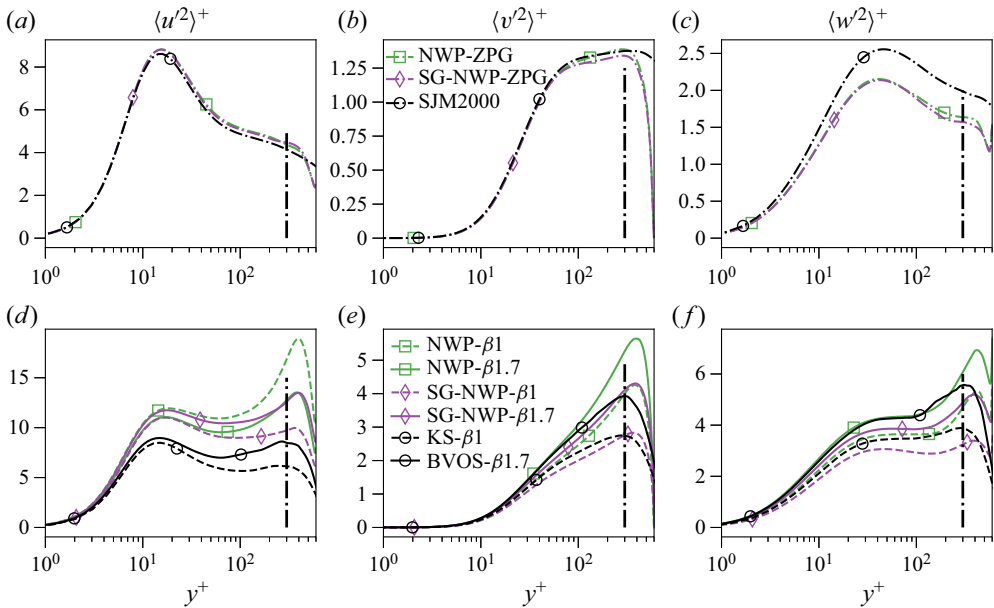 (a) ⟨u′²⟩⁺ (b) ⟨v′²⟩⁺ (c) ⟨w′²⟩⁺
8
6
4
2
0
10⁰ 10¹ 10²
1.25
1.00
0.75
0.50
0.25
0
10⁰ 10¹ 10²
NWP-ZPG
SG-NWP-ZPG
SJM2000
2.5
2.0
1.5
1.0
0.5
0
10⁰ 10¹ 10²
(d) (e) (f)
15
10
5
0
10⁰ 10¹ 10²
y⁺
5
4
3
2
1
0
10⁰ 10¹ 10²
y⁺
NWP-β1
NWP-β1.7
SG-NWP-β1
SG-NWP-β1.7
KS-β1
BVOS-β1.7
6
4
2
0
10⁰ 10¹ 10²
y⁺